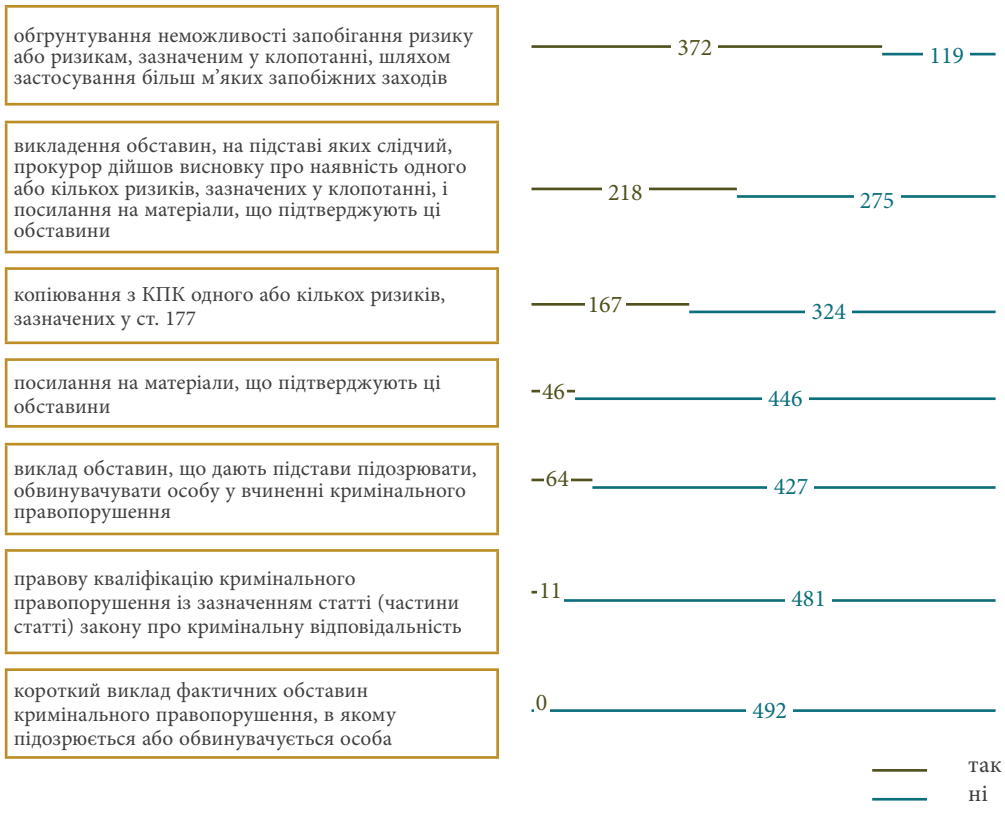 обгрунтування неможливості запобігання ризику
або ризикам, зазначеним у клопотанні, шляхом
застосування більш м’яких запобіжних заходів
372
119
викладення обставин, на підставі яких слідчий,
прокурор дійшов висновку про наявність одного
або кількох ризиків, зазначених у клопотанні, і
посилання на матеріали, що підтверджують ці
обставини
218
275
копіювання з КПК одного або кількох ризиків,
зазначених у ст. 177
167
324
посилання на матеріали, що підтверджують ці
обставини
46
446
виклад обставин, що дають підстави підозрювати,
обвинувачувати особу у вчиненні кримінального
правопорушення
64
427
правову кваліфікацію кримінального
правопорушення із зазначенням статті (частини
статті) закону про кримінальну відповідальність
11
481
короткий виклад фактичних обставин
кримінального правопорушення, в якому
підозрюється або обвинувачується особа
0
492
так
ні